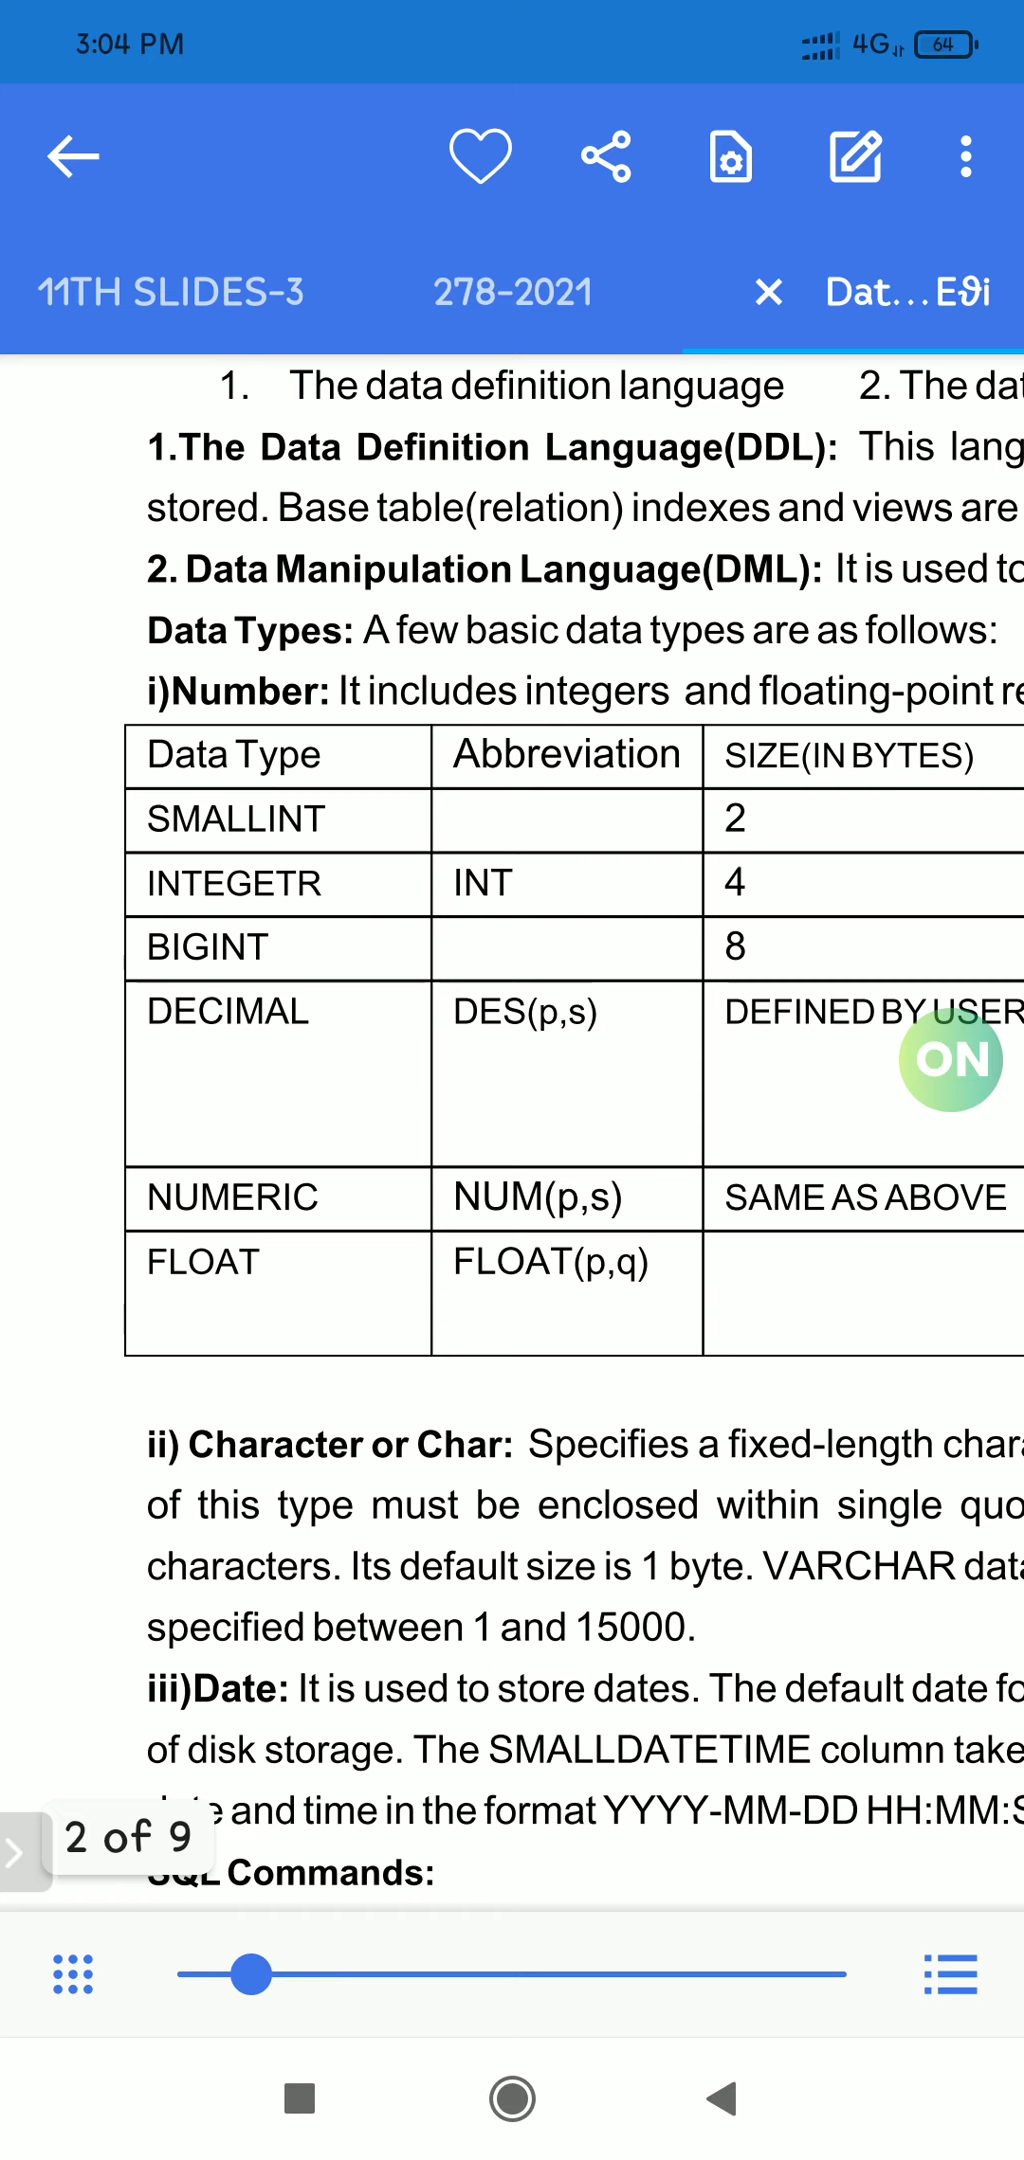 3:04 PM
4G
64
11TH SLIDES-3
278-2021
Dat...
1. The data definition language 2. The dat
1.The Data Definition Language(DDL): This lang
stored. Base table(relation) indexes and views are
2. Data Manipulation Language(DML): It is used to
Data Types: A few basic data types are as follows:
i)Number: It includes integers and floating-point re
Data Type Abbreviation SIZE(IN BYTES)
SMALLINT 2
INTEGETR INT 4
BIGINT 8
DECIMAL DES(p,s) DEFINED BY USER
ON
NUMERIC NUM(p,s) SAME AS ABOVE
FLOAT FLOAT(p,q)
ii) Character or Char: Specifies a fixed-length chara
of this type must be enclosed within single quo
characters. Its default size is 1 byte. VARCHAR data
specified between 1 and 15000.
iii)Date: It is used to store dates. The default date fo
of disk storage. The SMALLDATETIME column take
and time in the format YYYY-MM-DD HH:MM:S
2 of 9
SQL Commands: